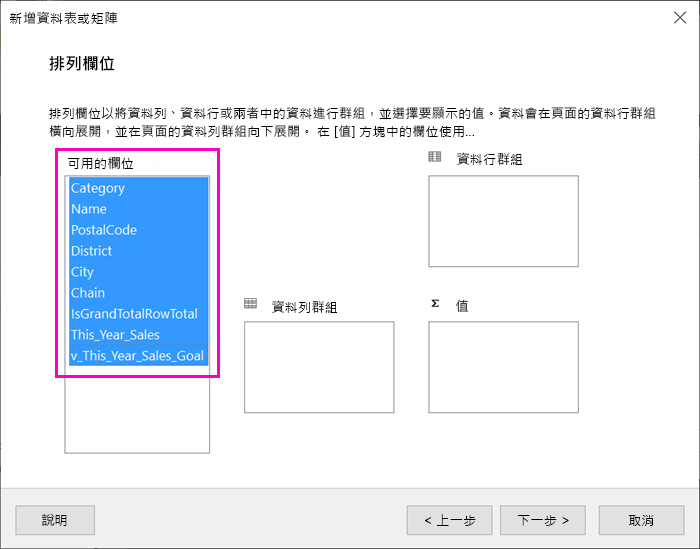 新增資料表或矩陣
排列欄位
排列欄位以將資料列、資料行或兩者中的資料進行群組，並選擇要顯示的值。資料會在頁面的資料行群組
橫向展開，並在頁面的資料列群組向下展開。 在 [值] 方塊中的欄位使用...
可用的欄位
Category
Name
PostalCode
District
City
Chain
IsGrandTotalRowTotal
This_Year_Sales
v_This_Year_Sales_Goal
資料行群組
資料列群組
Σ 值
說明
< 上一步
下一步 >
取消